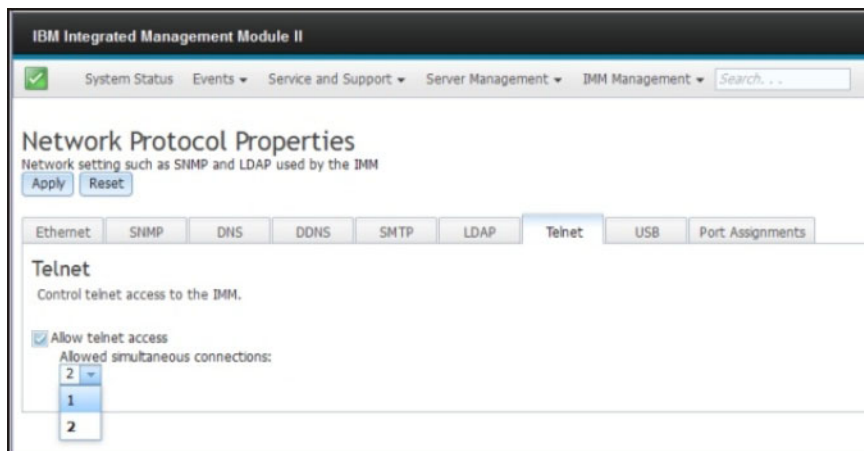 IBM Integrated Management Module II
System Status Events Service and Support Server Management IMM Management Search. . .
Network Protocol Properties
Network setting such as SNMP and LDAP used by the IMM
Apply Reset
Ethernet SNMP DNS DDNS SMTP LDAP Telnet USB Port Assignments
Telnet
Control telnet access to the IMM.
Allow telnet access
Allowed simultaneous connections:
2
1
2